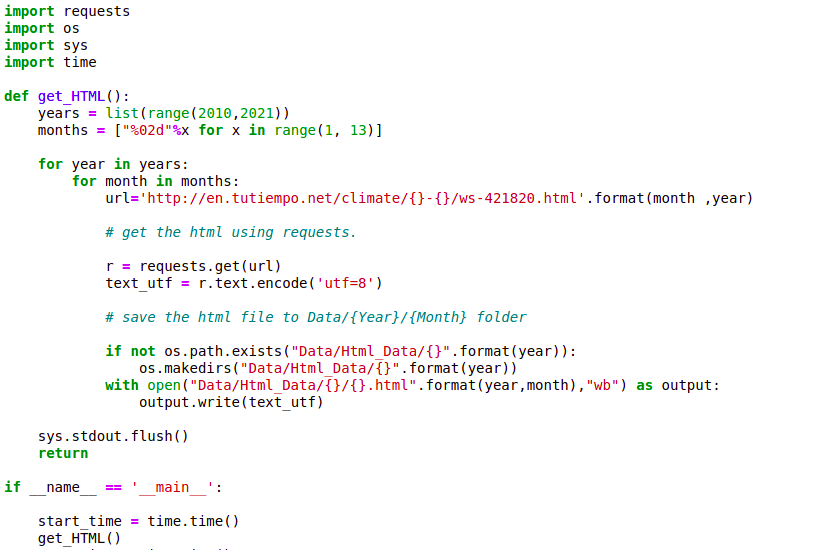 import requests
import os
import sys
import time
def get_HTML():
    years = list(range(2010,2021))
    months = ["%02d"%x for x in range(1, 13)]
    for year in years:
        for month in months:
            url='http://en.tutiempo.net/climate/{}-{}/ws-421820.html'.format(month ,year)
            # get the html using requests.
            r = requests.get(url)
            text_utf = r.text.encode('utf=8')
            # save the html file to Data/{Year}/{Month} folder
            if not os.path.exists("Data/Html_Data/{}".format(year)):
                os.makedirs("Data/Html_Data/{}".format(year))
            with open("Data/Html_Data/{}/{}.html".format(year,month),"wb") as output:
                output.write(text_utf)
    sys.stdout.flush()
    return
if __name__ == '__main__':
    start_time = time.time()
    get_HTML()